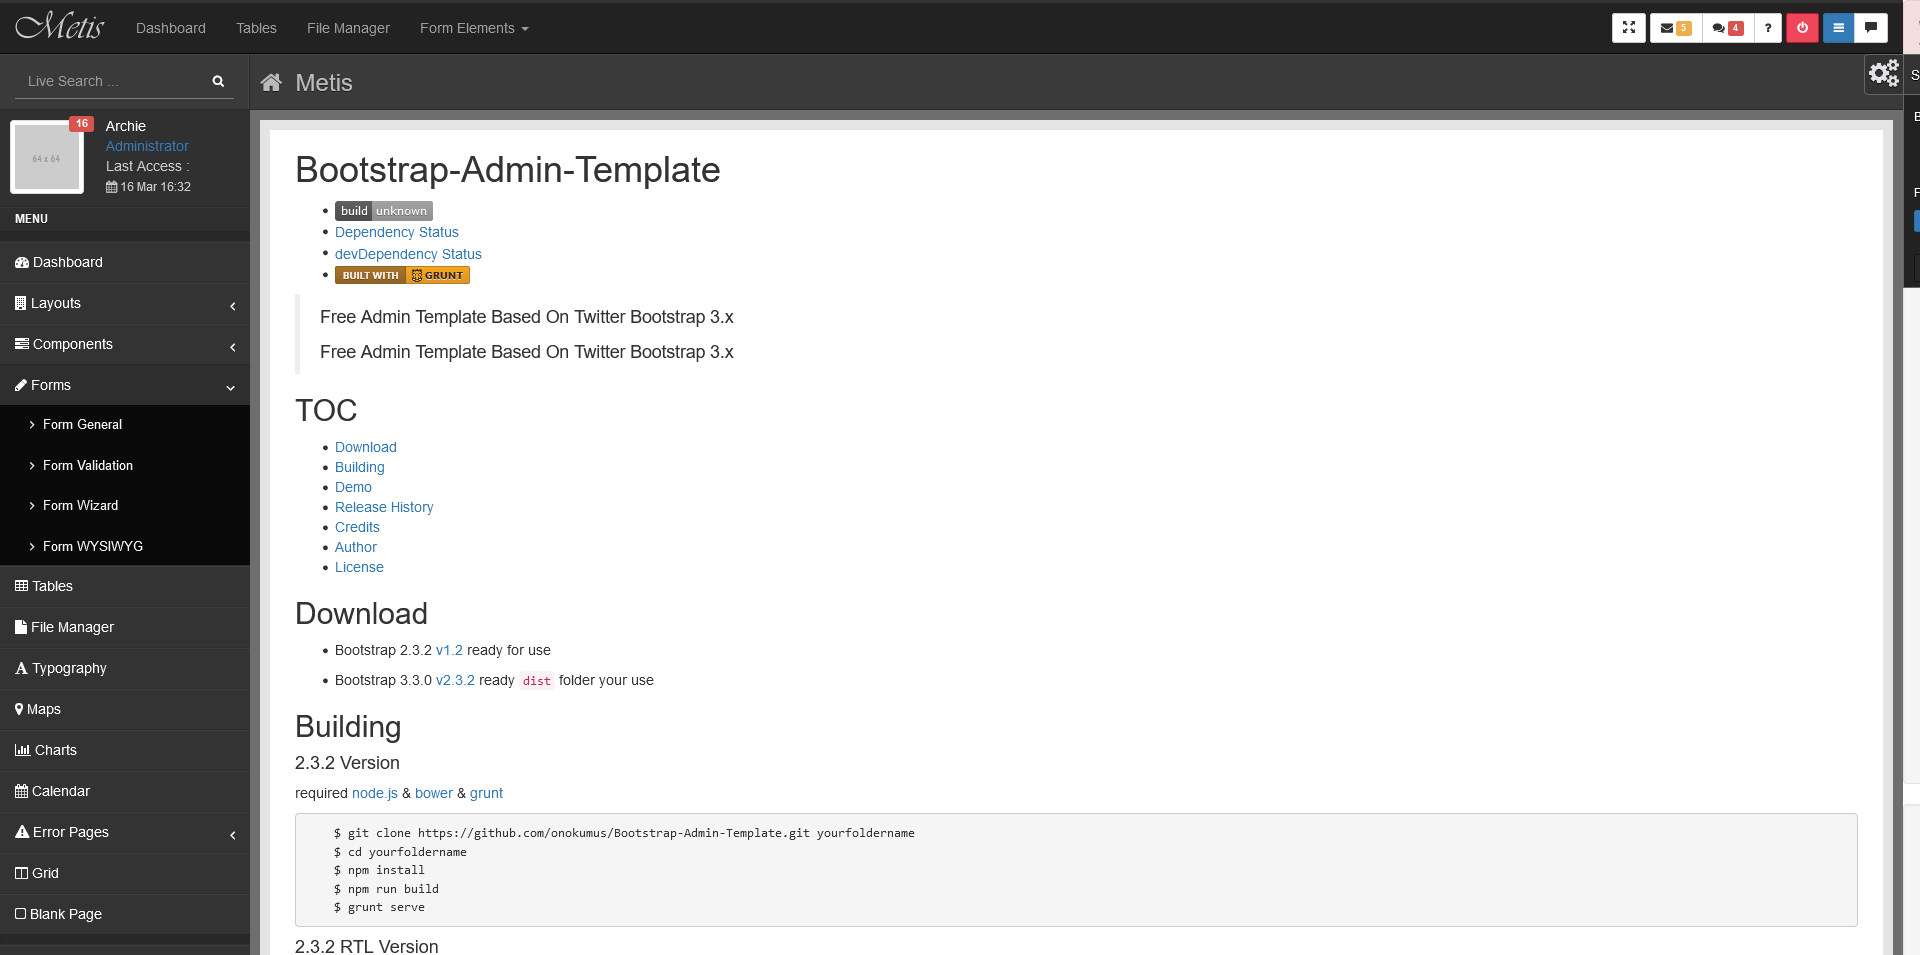 Metis
Dashboard
Tables
File Manager
Form Elements
5
4
?
Live Search ...
Metis
S
16
64 x 64
Archie
Administrator
Last Access :
16 Mar 16:32
MENU
Dashboard
Layouts
Components
Forms
Form General
Form Validation
Form Wizard
Form WYSIWYG
Tables
File Manager
Typography
Maps
Charts
Calendar
Error Pages
Grid
Blank Page
Bootstrap-Admin-Template
build unknown
Dependency Status
devDependency Status
BUILT WITH GRUNT
Free Admin Template Based On Twitter Bootstrap 3.x
Free Admin Template Based On Twitter Bootstrap 3.x
TOC
Download
Building
Demo
Release History
Credits
Author
License
Download
Bootstrap 2.3.2 v1.2 ready for use
Bootstrap 3.3.0 v2.3.2 ready dist folder your use
Building
2.3.2 Version
required node.js & bower & grunt
$ git clone https://github.com/onokumus/Bootstrap-Admin-Template.git yourfoldername
$ cd yourfoldername
$ npm install
$ npm run build
$ grunt serve
2.3.2 RTL Version